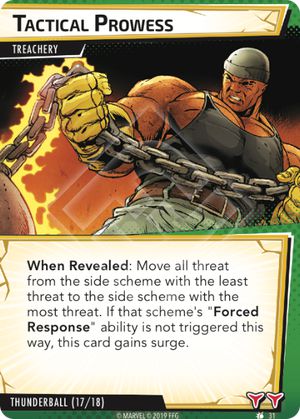 TACTICAL PROWESS
TREACHERY
When Revealed: Move all threat
from the side scheme with the least
threat to the side scheme with the
most threat. If that scheme's "Forced
Response" ability is not triggered this
way, this card gains surge.
THUNDERBALL (17/18)
© MARVEL © 2019 FFG
31